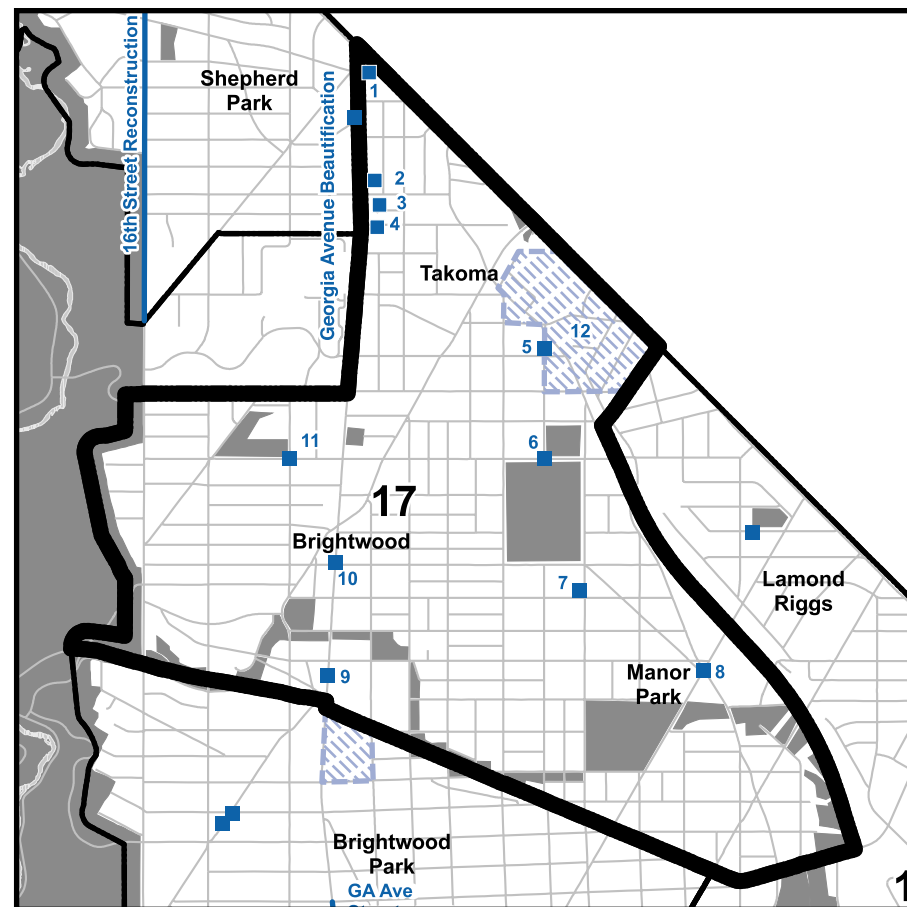 16th Street Reconstruction
Shepherd
Park
Georgia Avenue Beautification
1
2
3
4
Takoma
12
5
11
6
17
Brightwood
10
7
Lamond
Riggs
Manor
Park
8
9
Brightwood
Park
GA Ave
1